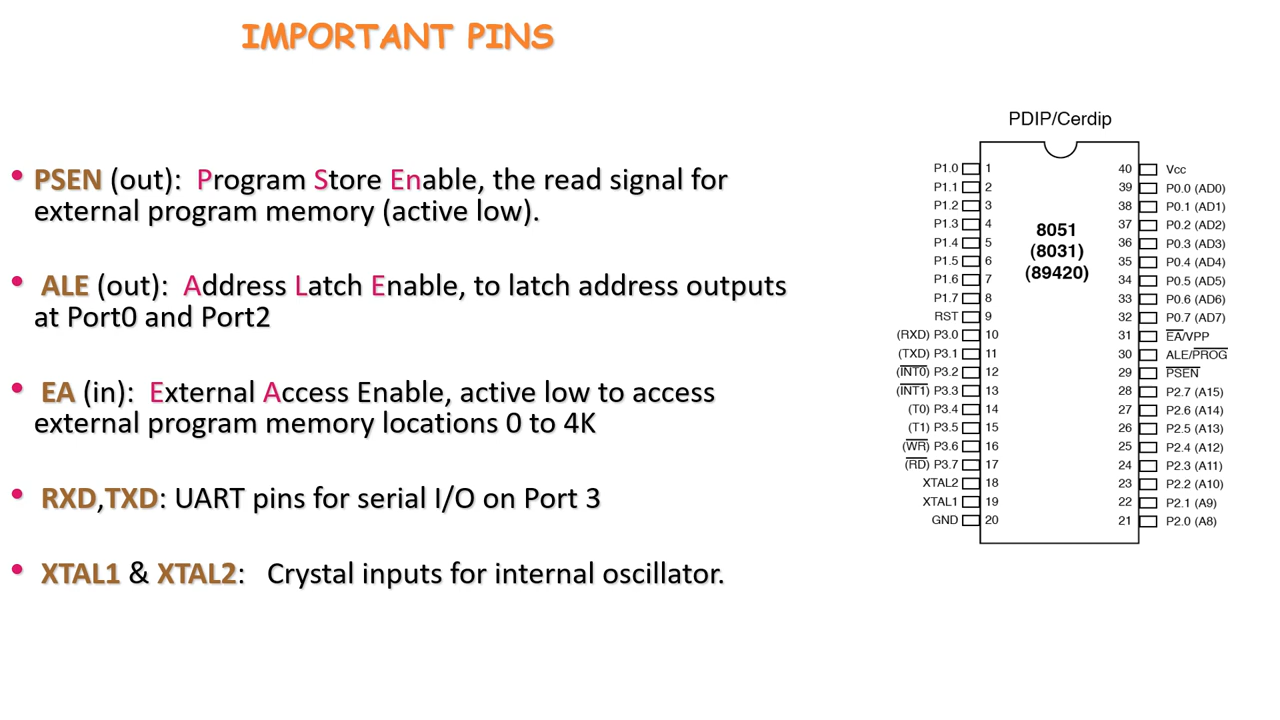 IMPORTANT PINS
• PSEN (out): Program Store Enable, the read signal for
external program memory (active low).
• ALE (out): Address Latch Enable, to latch address outputs
at Port0 and Port2
• EA (in): External Access Enable, active low to access
external program memory locations 0 to 4K
• RXD,TXD: UART pins for serial I/O on Port 3
• XTAL1 & XTAL2: Crystal inputs for internal oscillator.
PDIP/Cerdip
8051
(8031)
(89420)
P1.0 1
P1.1 2
P1.2 3
P1.3 4
P1.4 5
P1.5 6
P1.6 7
P1.7 8
RST 9
(RXD) P3.0 10
(TXD) P3.1 11
(INT0) P3.2 12
(INT1) P3.3 13
(T0) P3.4 14
(T1) P3.5 15
(WR) P3.6 16
(RD) P3.7 17
XTAL2 18
XTAL1 19
GND 20
40 Vcc
39 P0.0 (AD0)
38 P0.1 (AD1)
37 P0.2 (AD2)
36 P0.3 (AD3)
35 P0.4 (AD4)
34 P0.5 (AD5)
33 P0.6 (AD6)
32 P0.7 (AD7)
31 EA/VPP
30 ALE/PROG
29 PSEN
28 P2.7 (A15)
27 P2.6 (A14)
26 P2.5 (A13)
25 P2.4 (A12)
24 P2.3 (A11)
23 P2.2 (A10)
22 P2.1 (A9)
21 P2.0 (A8)